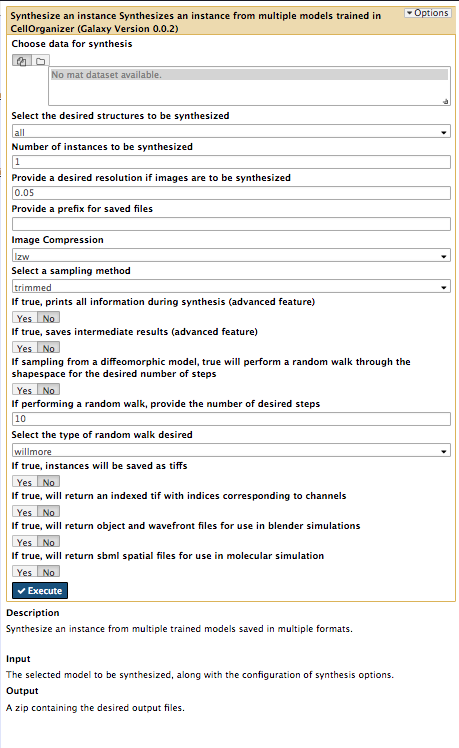 Synthesize an instance Synthesizes an instance from multiple models trained in
CellOrganizer (Galaxy Version 0.0.2)
Options
Choose data for synthesis
No mat dataset available.
Select the desired structures to be synthesized
all
Number of instances to be synthesized
1
Provide a desired resolution if images are to be synthesized
0.05
Provide a prefix for saved files
Image Compression
lzw
Select a sampling method
trimmed
If true, prints all information during synthesis (advanced feature)
Yes No
If true, saves intermediate results (advanced feature)
Yes No
If sampling from a diffeomorphic model, true will perform a random walk through the
shapespace for the desired number of steps
Yes No
If performing a random walk, provide the number of desired steps
10
Select the type of random walk desired
willmore
If true, instances will be saved as tiffs
Yes No
If true, will return an indexed tif with indices corresponding to channels
Yes No
If true, will return object and wavefront files for use in blender simulations
Yes No
If true, will return sbml spatial files for use in molecular simulation
Yes No
Execute
Description
Synthesize an instance from multiple trained models saved in multiple formats.
Input
The selected model to be synthesized, along with the configuration of synthesis options.
Output
A zip containing the desired output files.